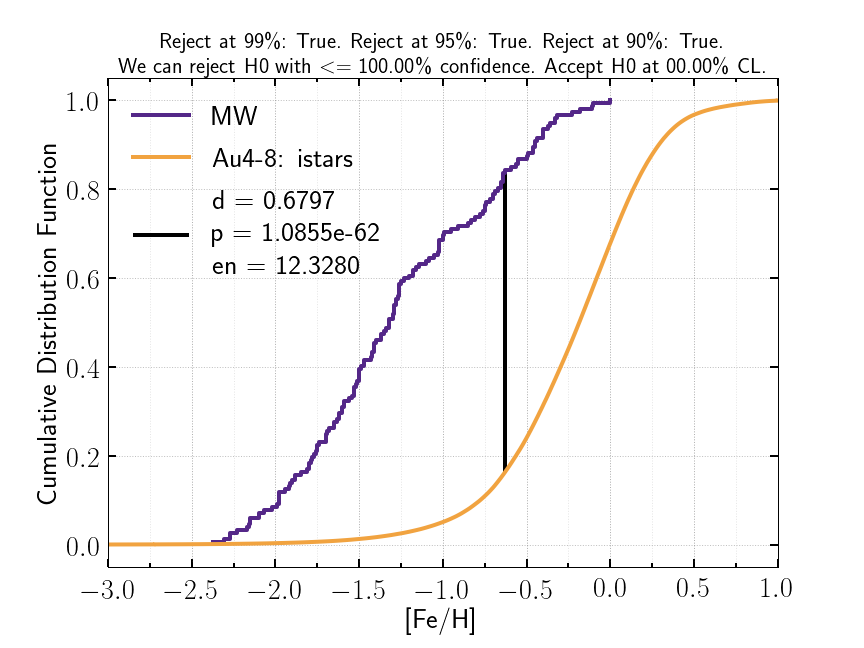 Reject at 99%: True. Reject at 95%: True. Reject at 90%: True.
We can reject H0 with <= 100.00% confidence. Accept H0 at 00.00% CL.
MW
Au4-8: istars
d = 0.6797
p = 1.0855e-62
en = 12.3280
Cumulative Distribution Function
1.0
0.8
0.6
0.4
0.2
0.0
−3.0 −2.5 −2.0 −1.5 −1.0 −0.5 0.0 0.5 1.0
[Fe/H]